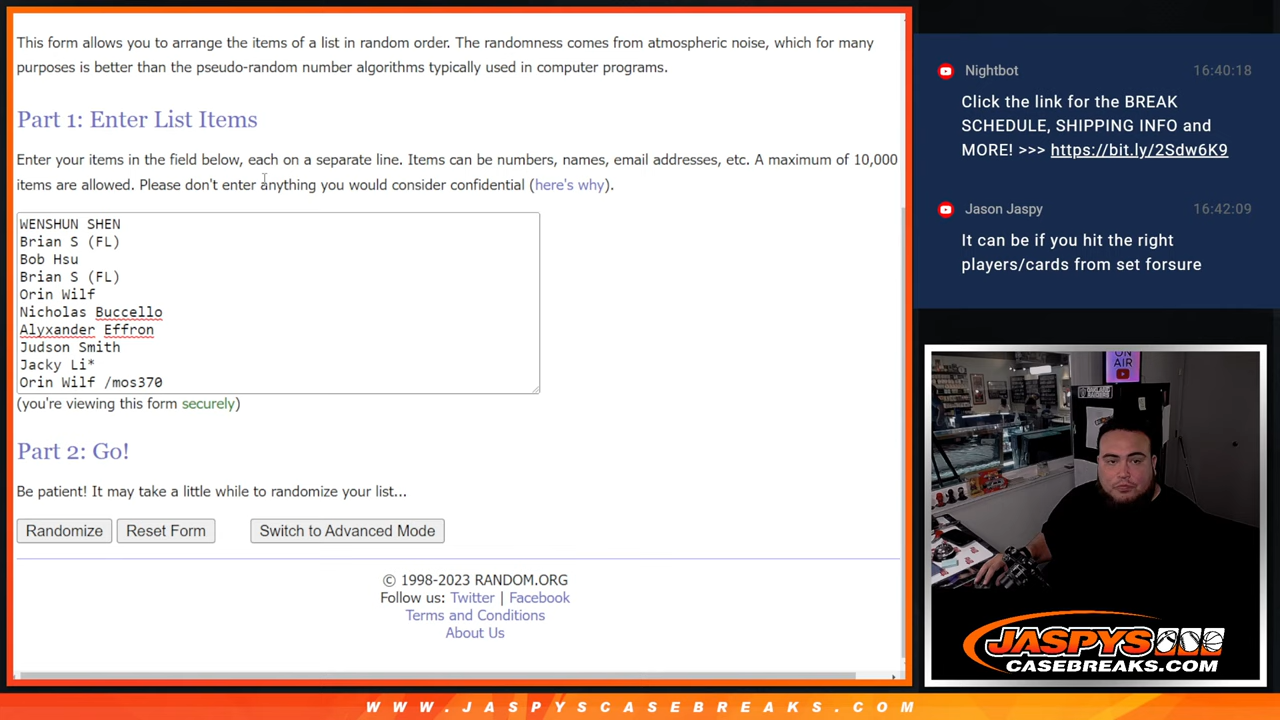 This form allows you to arrange the items of a list in random order. The randomness comes from atmospheric noise, which for many
purposes is better than the pseudo-random number algorithms typically used in computer programs.
Part 1: Enter List Items
Enter your items in the field below, each on a separate line. Items can be numbers, names, email addresses, etc. A maximum of 10,000
items are allowed. Please don't enter anything you would consider confidential (here's why).
WENSHUN SHEN
Brian S (FL)
Bob Hsu
Brian S (FL)
Orin Wilf
Nicholas Buccello
Alyxander Effron
Judson Smith
Jacky Li*
Orin Wilf /mos370
(you're viewing this form securely)
Part 2: Go!
Be patient! It may take a little while to randomize your list...
Randomize Reset Form Switch to Advanced Mode
© 1998-2023 RANDOM.ORG
Follow us: Twitter | Facebook
Terms and Conditions
About Us
Nightbot 16:40:18
Click the link for the BREAK
SCHEDULE, SHIPPING INFO and
MORE! >>> https://bit.ly/2Sdw6K9
Jason Jaspy 16:42:09
It can be if you hit the right
players/cards from set forsure
ON
AIR
JASPYS
CASEBREAKS.COM
WWW.JASPYSCASEBREAKS.COM